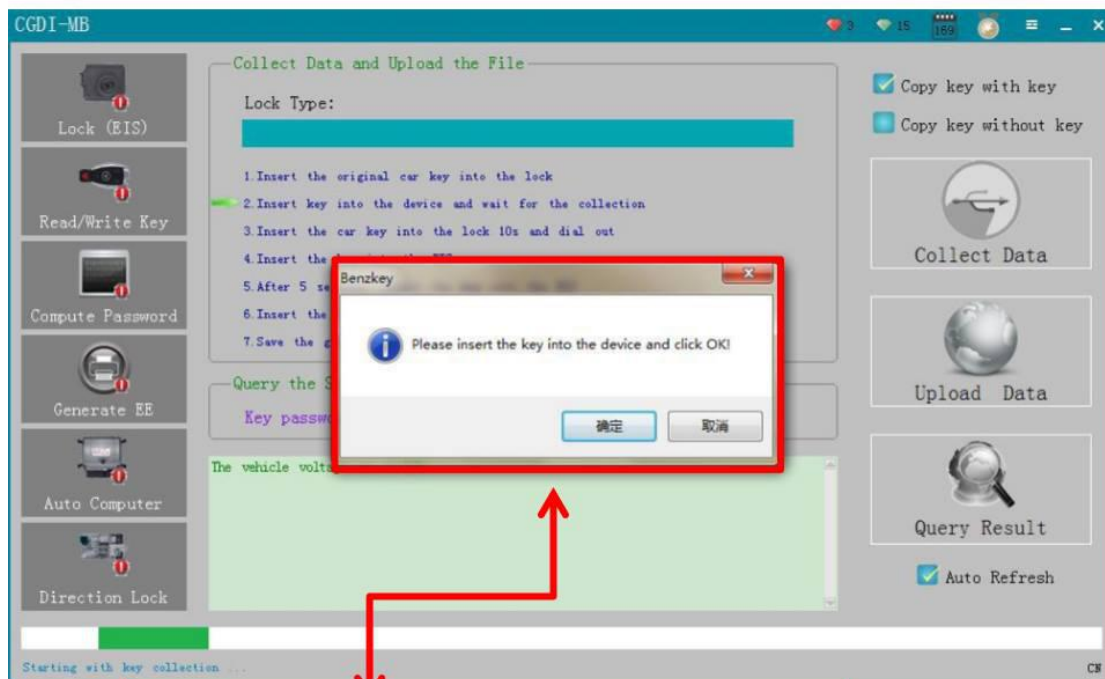 CGDI-MB
3
15
169
Lock (EIS)
Read/Write Key
Compute Password
Generate EE
Auto Computer
Direction Lock
Collect Data and Upload the File
Lock Type:
1.Insert the original car key into the lock
2.Insert key into the device and wait for the collection
3.Insert the car key into the lock 10s and dial out
4.Insert the
5.After 5 se
6.Insert the
7.Save the
Query the S
Key passwo
The vehicle volta
Benzkey
Please insert the key into the device and click OK!
确定
取消
Copy key with key
Copy key without key
Collect Data
Upload Data
Query Result
Auto Refresh
Starting with key collection ...
CN